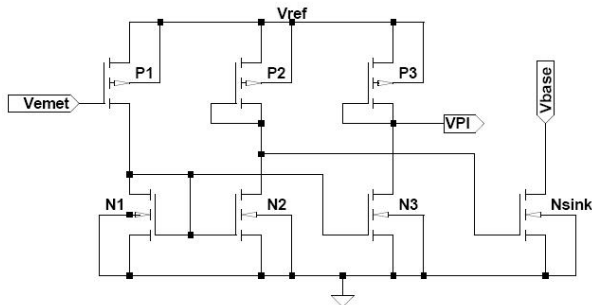 Vref
P1
P2
P3
Vemet
VPI
Vbase
N1
N2
N3
Nsink